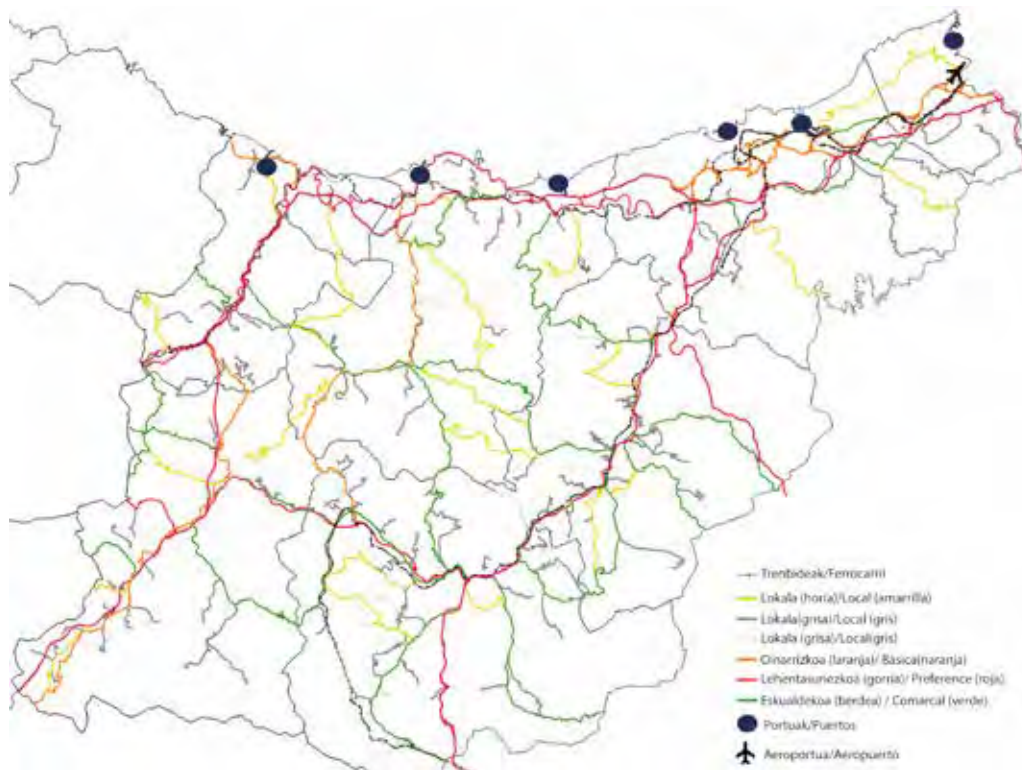 Trenbideak/Ferrocarril
Lokala (horia)/Local (amarrilla)
Lokala(grisa)/Local (gris)
Lokala (grisa)/Local(gris)
Oinarrizkoa (laranja)/ Básica(naranja)
Lehentasunezkoa (gorria)/ Preference (roja)
Eskualdekoa (berdea) / Comarcal (verde)
Portuak/Puertos
Aeroportua/Aeropuerto